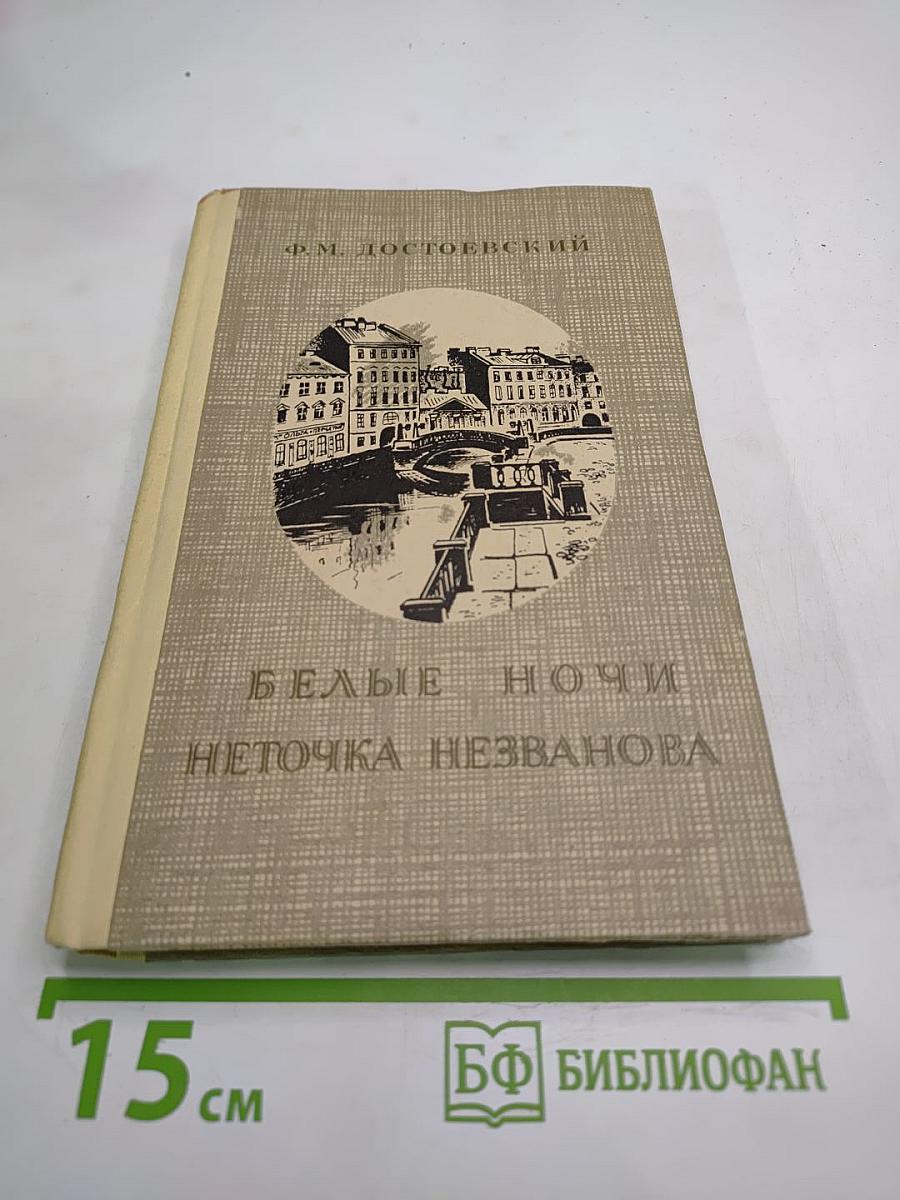 Ф.М. ДОСТОЕВСКИЙ
БЕЛЫЕ НОЧИ
НЕТОЧКА НЕЗВАНОВА
15 см
БФ БИБЛИОФАН